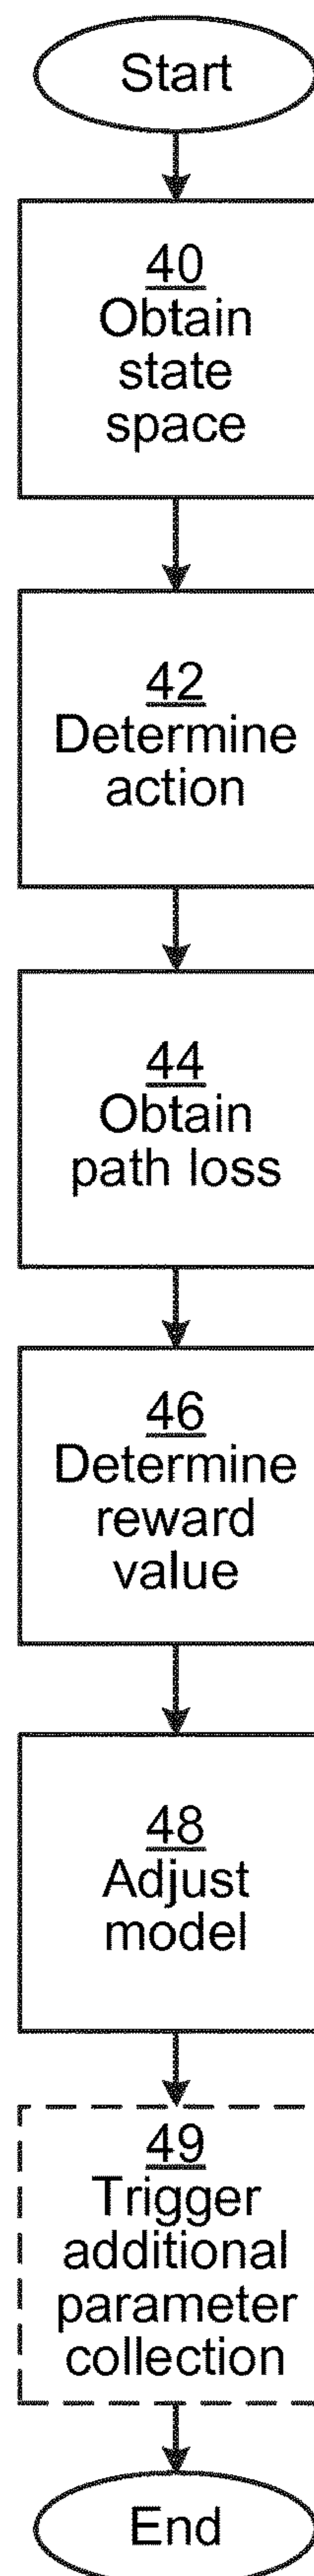 Start
40
Obtain
state
space
42
Determine
action
44
Obtain
path loss
46
Determine
reward
value
48
Adjust
model
49
Trigger
additional
parameter
collection
End